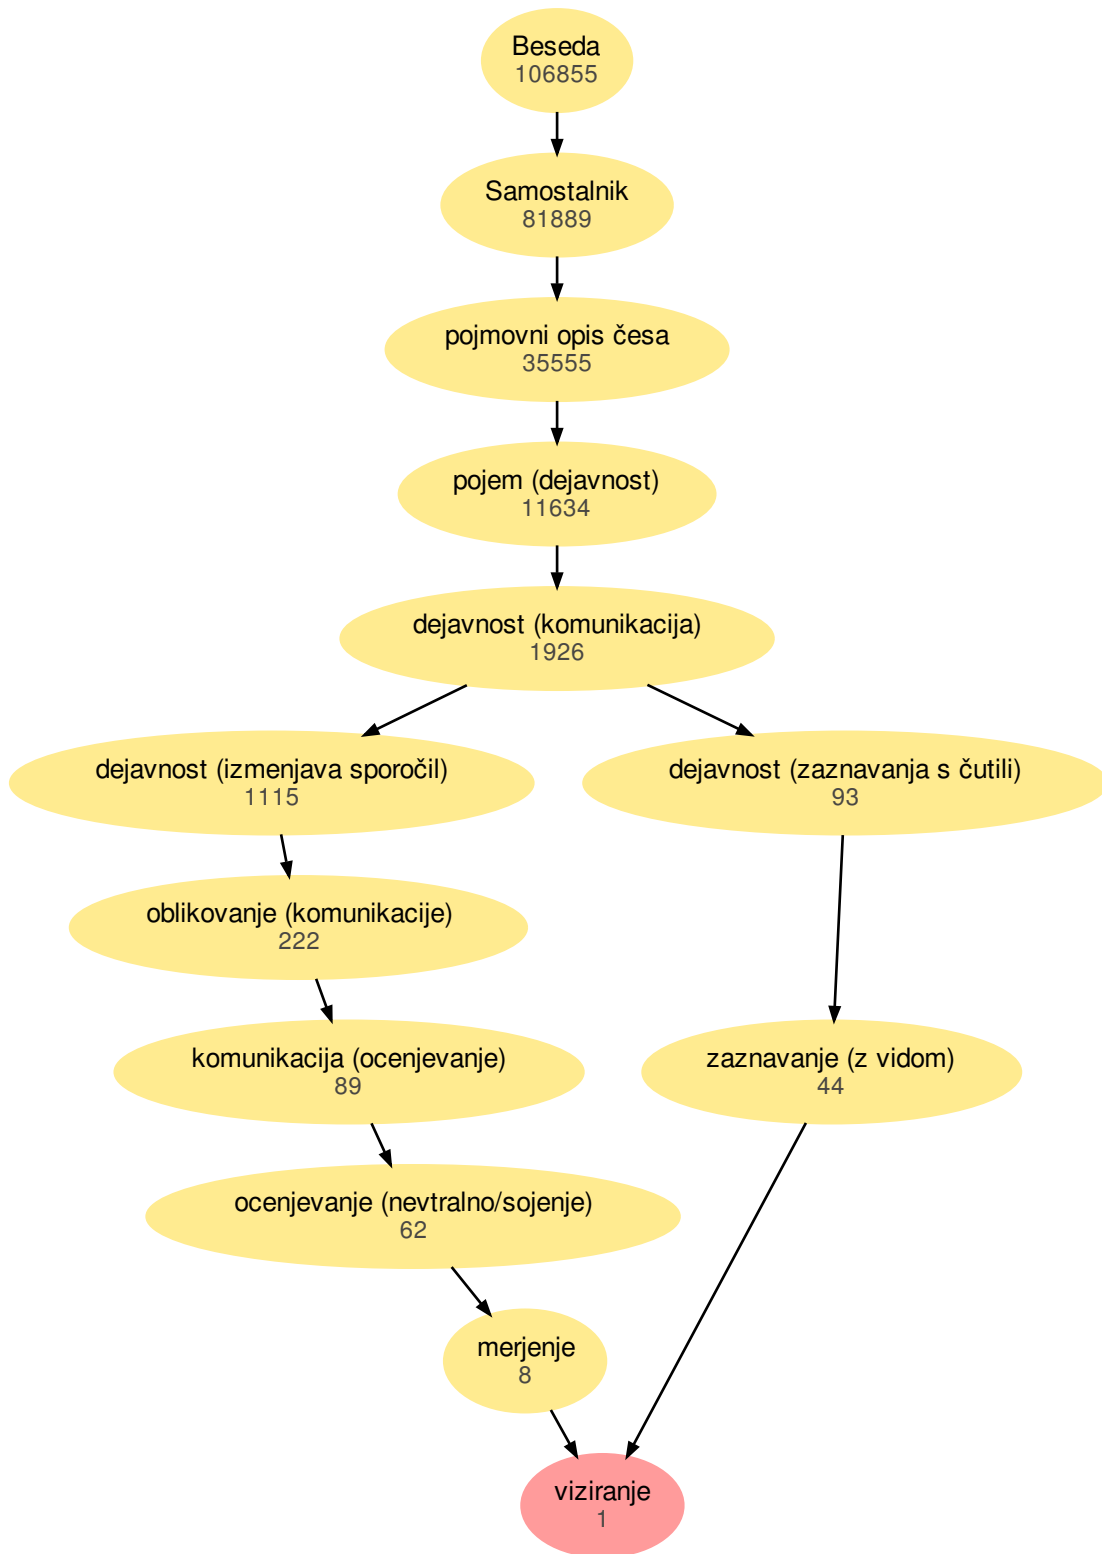 Beseda
106855
Samostalnik
81889
pojmovni opis česa
35555
pojem (dejavnost)
11634
dejavnost (komunikacija)
1926
dejavnost (izmenjava sporočil)
1115
dejavnost (zaznavanja s čutili)
93
oblikovanje (komunikacije)
222
komunikacija (ocenjevanje)
89
zaznavanje (z vidom)
44
ocenjevanje (nevtralno/sojenje)
62
merjenje
8
viziranje
1